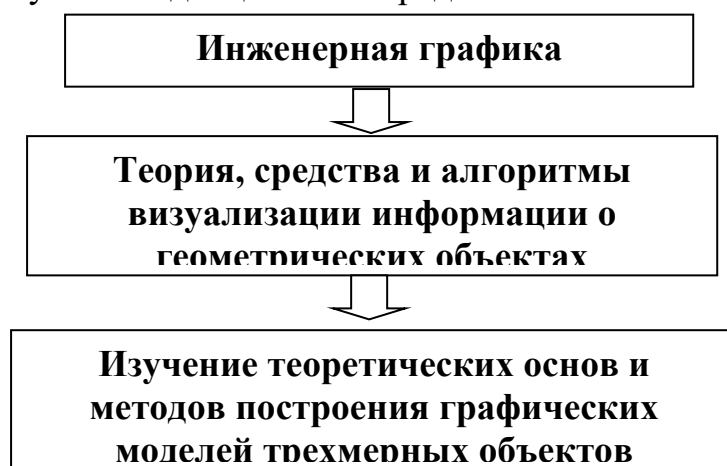 Инженерная графика
Теория, средства и алгоритмы
визуализации информации о
геометрических объектах
Изучение теоретических основ и
методов построения графических
моделей трехмерных объектов